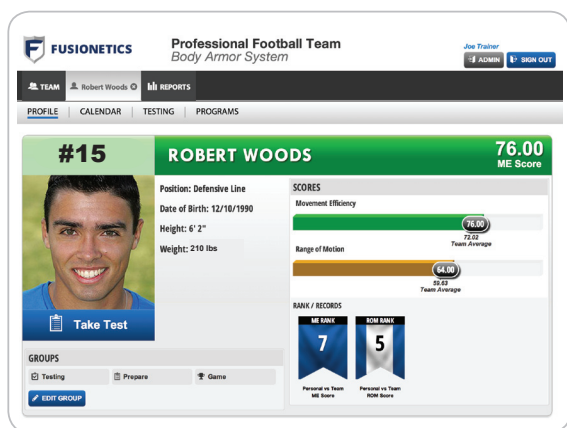 FUSIONETICS
Professional Football Team
Body Armor System
Joe Trainer
ADMIN
SIGN OUT
TEAM
Robert Woods
REPORTS
PROFILE
CALENDAR
TESTING
PROGRAMS
#15
ROBERT WOODS
76.00
ME Score
Position: Defensive Line
Date of Birth: 12/10/1990
Height: 6' 2"
Weight: 210 lbs
Take Test
SCORES
Movement Efficiency
76.00
72.02
Team Average
Range of Motion
64.00
59.63
Team Average
RANK / RECORDS
ME RANK
7
Personal vs Team
ME Score
ROM RANK
5
Personal vs Team
ROM Score
GROUPS
Testing
Prepare
Game
EDIT GROUP